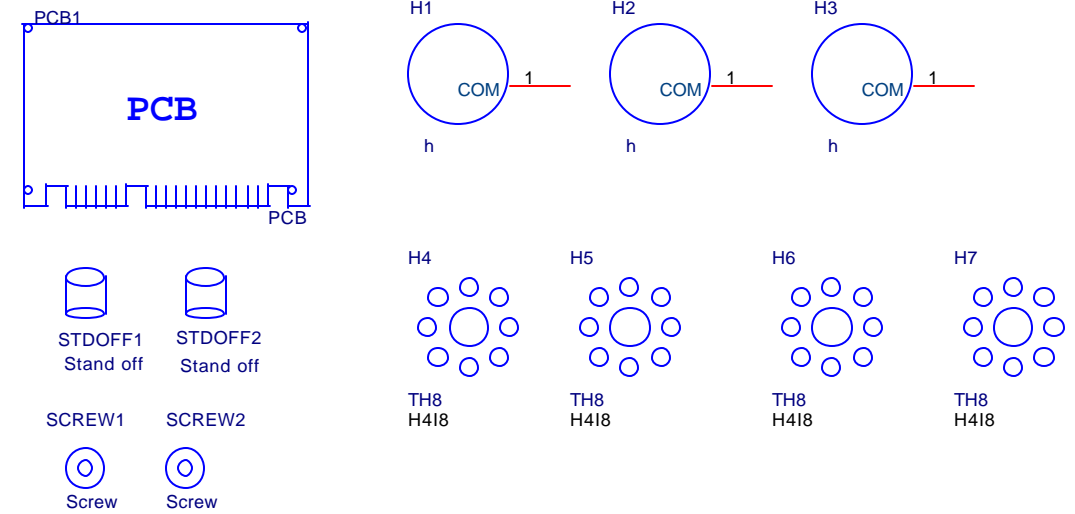 PCB1
PCB
PCB
H1
COM
1
h
H2
COM
1
h
H3
COM
1
h
STDOFF1
Stand off
STDOFF2
Stand off
H4
TH8
H4I8
H5
TH8
H4I8
H6
TH8
H4I8
H7
TH8
H4I8
SCREW1
Screw
SCREW2
Screw